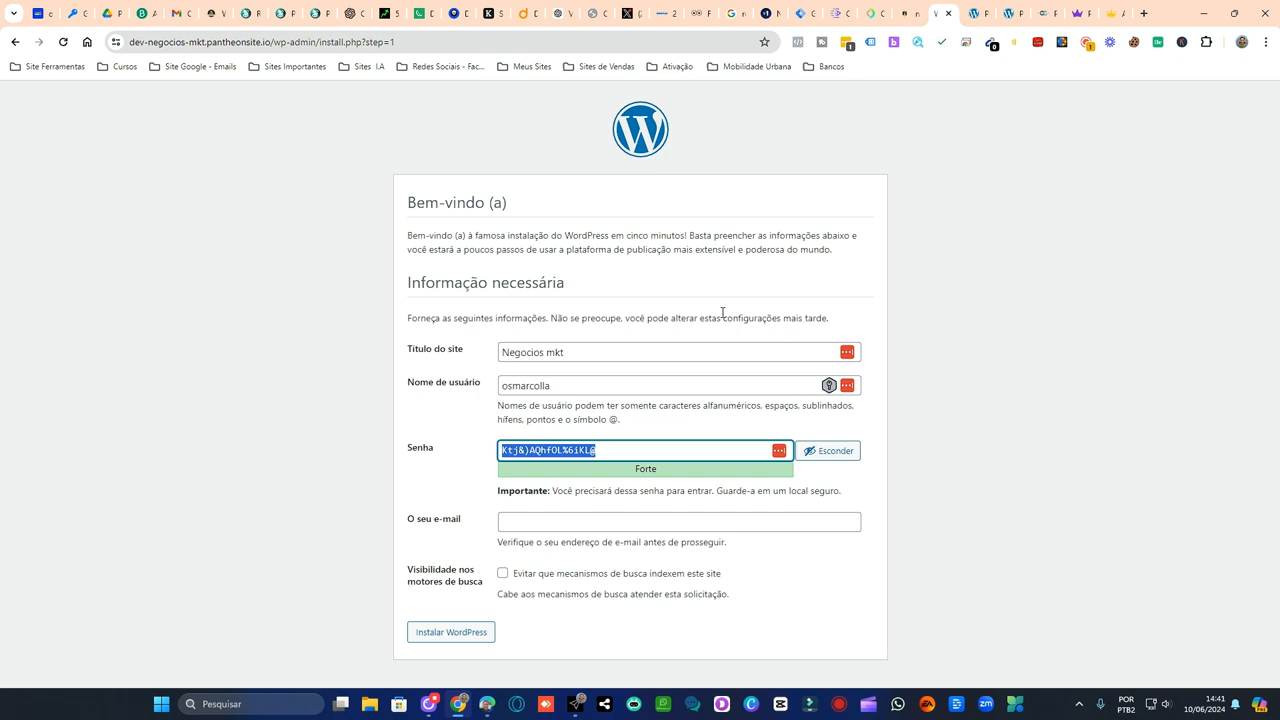 dev-negocios-mkt.pantheonsite.io/wp-admin/install.php?step=1
Site Ferramentas
Cursos
Site Google - Emails
Sites Importantes
Sites I.A
Redes Sociais - Fac...
Meus Sites
Sites de Vendas
Ativação
Mobilidade Urbana
Bancos
Bem-vindo (a)
Bem-vindo (a) à famosa instalação do WordPress em cinco minutos! Basta preencher as informações abaixo e
você estará a poucos passos de usar a plataforma de publicação mais extensível e poderosa do mundo.
Informação necessária
Forneça as seguintes informações. Não se preocupe, você pode alterar estas configurações mais tarde.
Título do site
Negocios mkt
Nome de usuário
osmarcolla
Nomes de usuário podem ter somente caracteres alfanuméricos, espaços, sublinhados,
hífens, pontos e o símbolo @.
Senha
Ktj&)AQhfOL%6iKL@
Esconder
Forte
Importante: Você precisará dessa senha para entrar. Guarde-a em um local seguro.
O seu e-mail
Verifique o seu endereço de e-mail antes de prosseguir.
Visibilidade nos
motores de busca
Evitar que mecanismos de busca indexem este site
Cabe aos mecanismos de busca atender esta solicitação.
Instalar WordPress
Pesquisar
POR
PTB2
14:41
10/06/2024